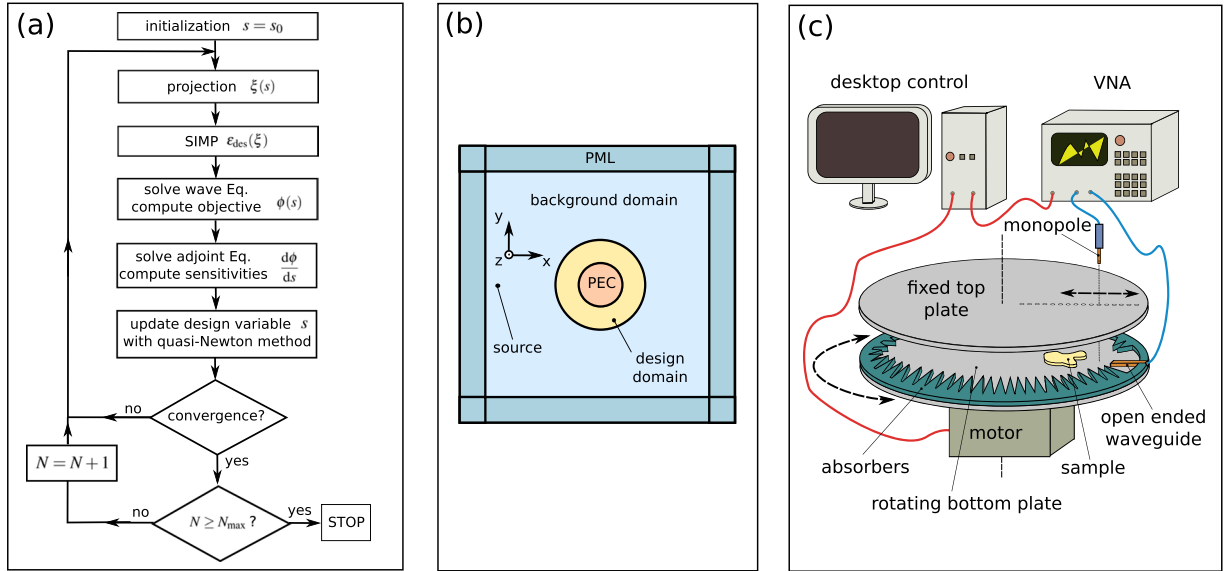 (a)
initialization s = s₀
projection ξ(s)
SIMP ε_des(ξ)
solve wave Eq.
compute objective ϕ(s)
solve adjoint Eq.
compute sensitivities dϕ/ds
update design variable s
with quasi-Newton method
convergence?
no
yes
N = N + 1
N ≥ N_max ?
no
yes
STOP
(b)
PML
background domain
y
z
x
PEC
source
design
domain
(c)
desktop control
VNA
monopole
fixed top
plate
open ended
waveguide
motor
absorbers
sample
rotating bottom plate